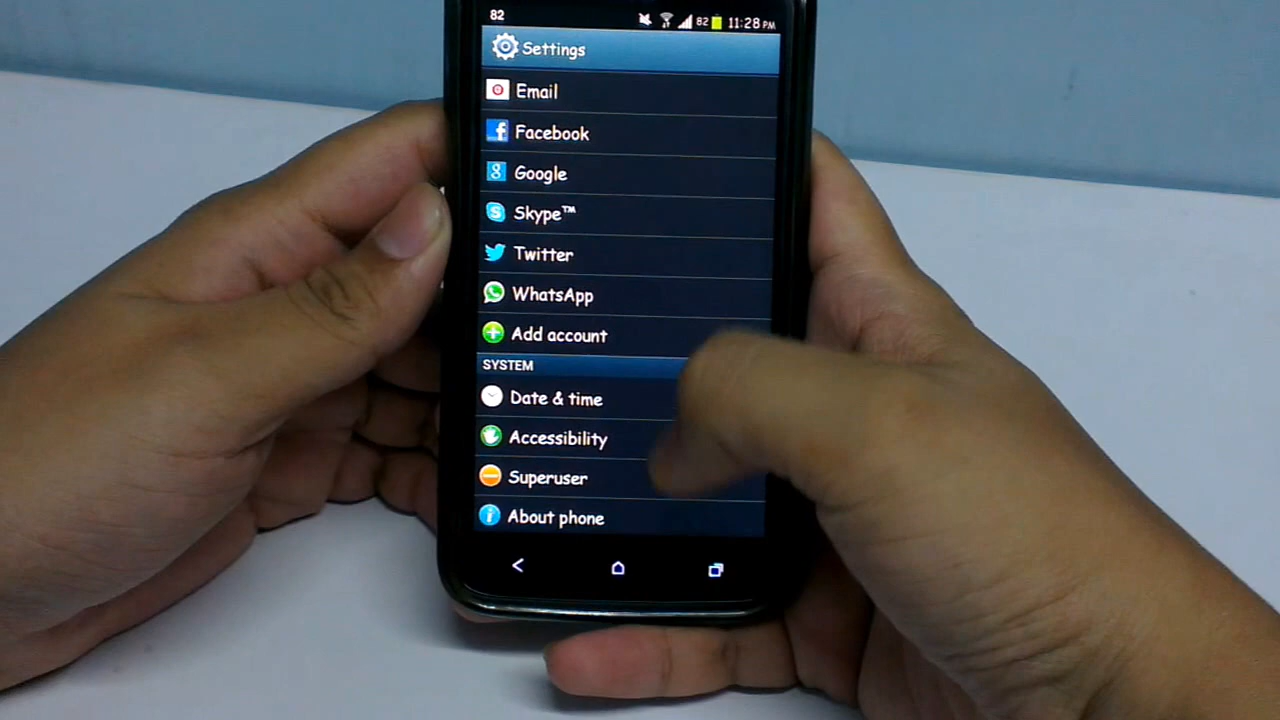 82 82 11:28 PM
Settings
Email
Facebook
Google
Skype™
Twitter
WhatsApp
Add account
SYSTEM
Date & time
Accessibility
Superuser
About phone